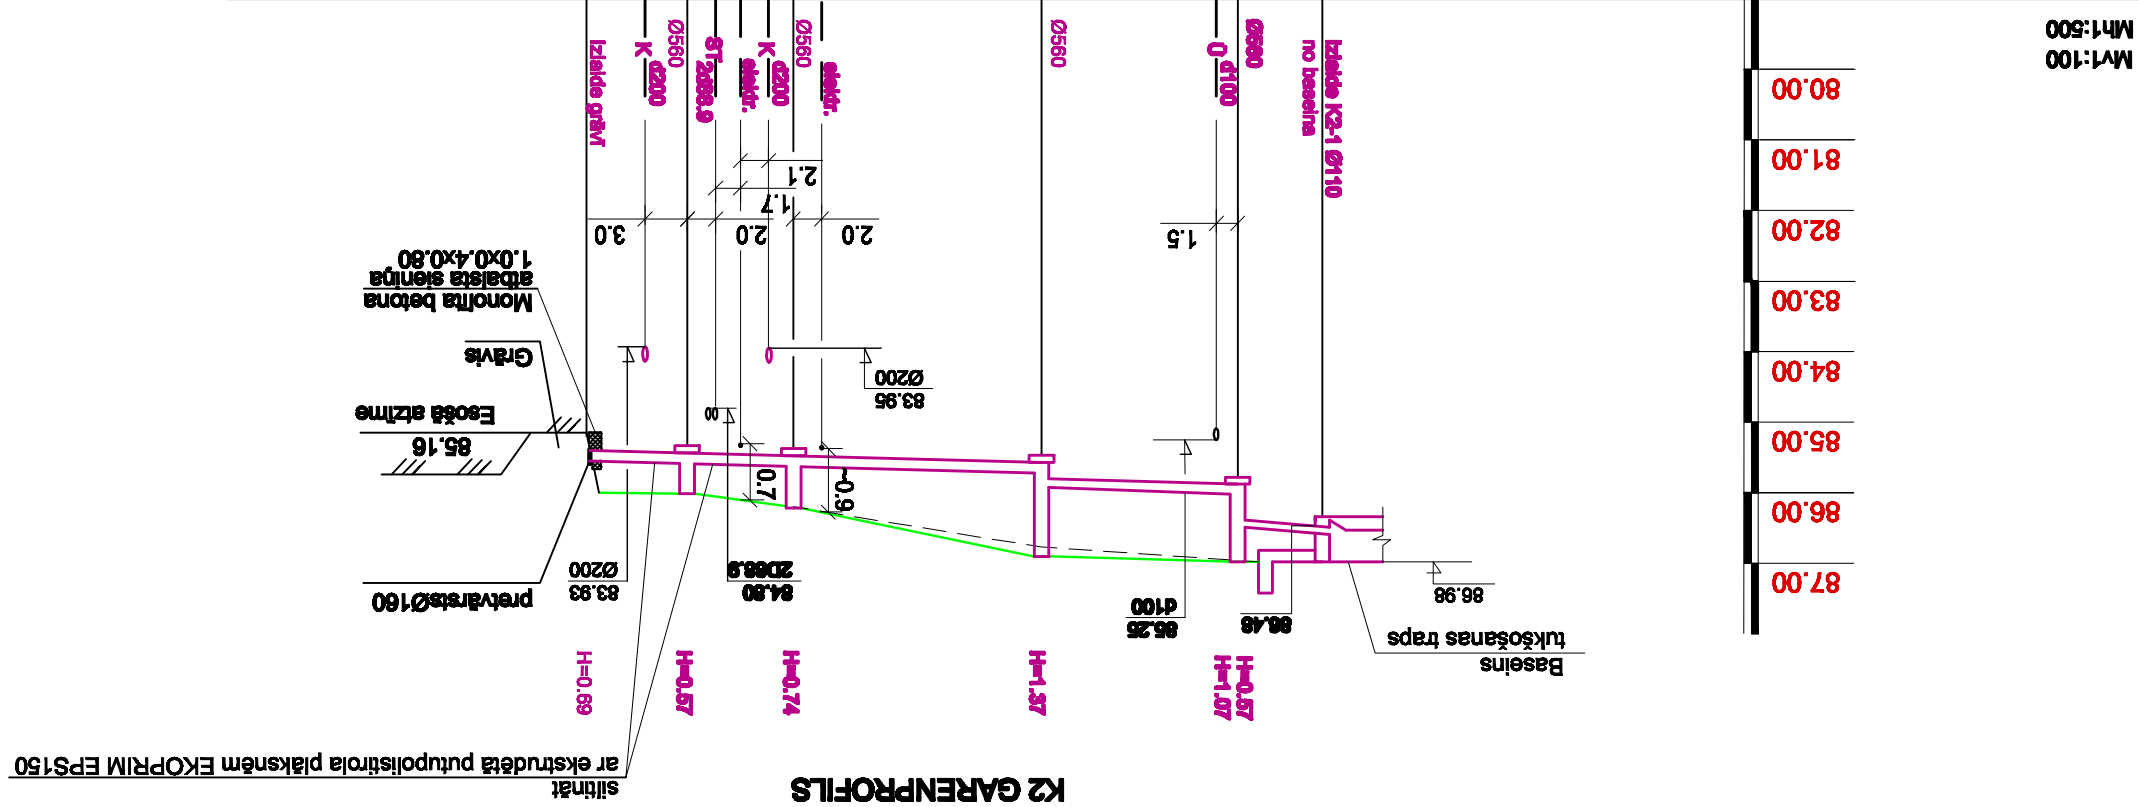 K2 GARENPROFILS
siltināt
ar ekstrudētā putupolistirola plāksnēm EKOPRIM EPS150
Baseins
tukšošanas traps
H=0.57
H=1.07
H=1.37
H=0.74
H=0.57
H=0.69
86.98
86.48
85.25
d100
84.80
2D88.9
83.93
Ø200
pretvārstsØ160
87.00
86.00
85.00
84.00
83.00
82.00
81.00
80.00
~0.9
0.7
85.16
Esošā atzīme
83.95
Ø200
Grāvis
Monolīta betona
atbalsta sieniņa
1.0x0.4x0.80
1.5
2.0
2.0
3.0
1.7
2.1
Izlaide K2-1 Ø110
no baseina
Ø560
Ū d100
Ø560
elektr.
Ø560
K d200
elektr.
ST 2d88.9
Ø560
K d200
Izlaide grāvī
Mv1:100
Mh1:500